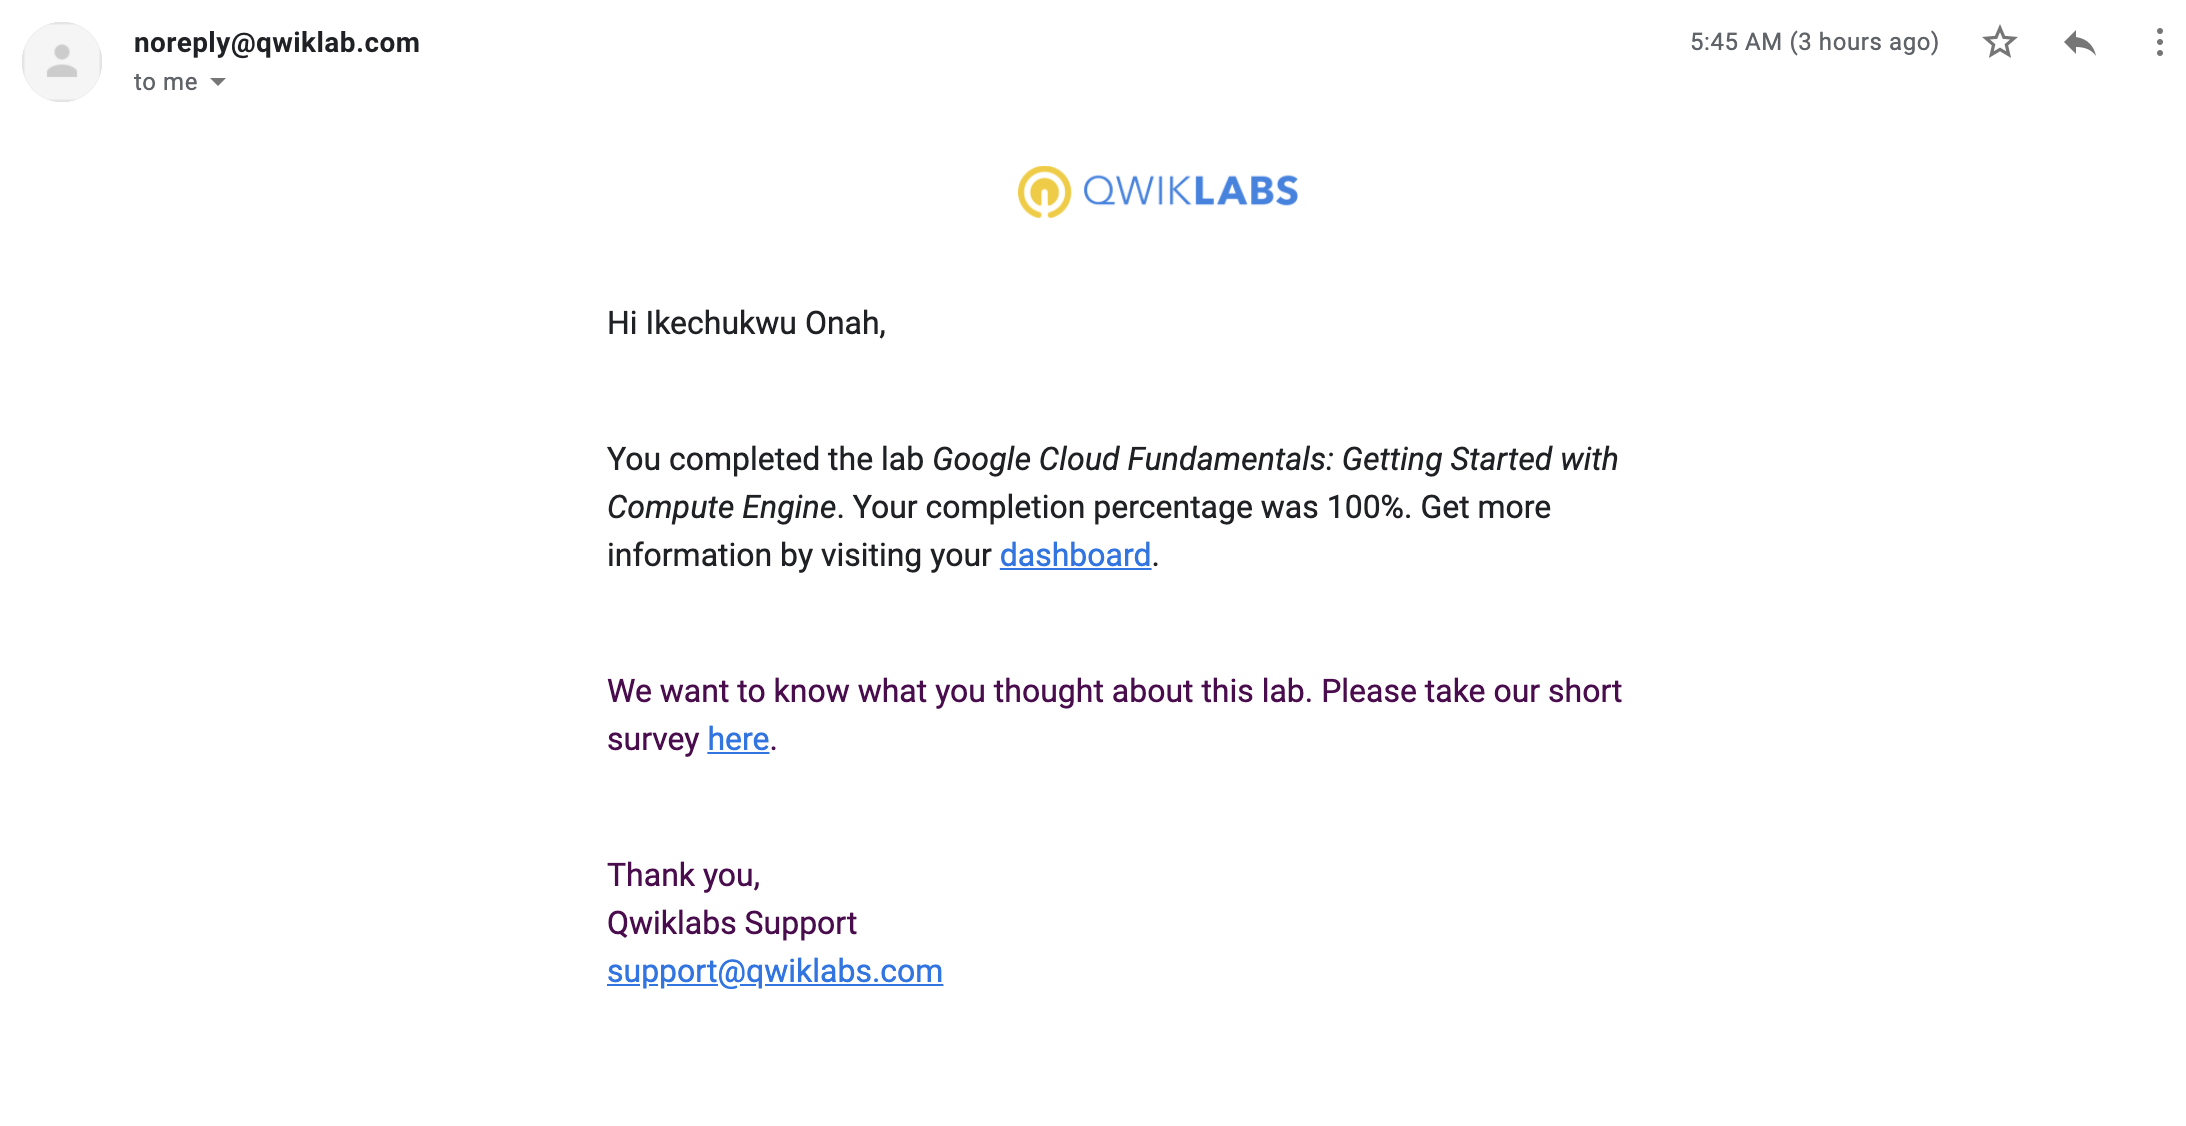 noreply@qwiklab.com
5:45 AM (3 hours ago)
to me
QWIKLABS
Hi Ikechukwu Onah,
You completed the lab Google Cloud Fundamentals: Getting Started with
Compute Engine. Your completion percentage was 100%. Get more
information by visiting your dashboard.
We want to know what you thought about this lab. Please take our short
survey here.
Thank you,
Qwiklabs Support
support@qwiklabs.com